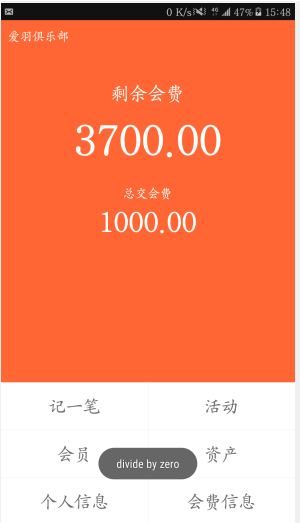 0 K/s 4G 47% 15:48
爱羽俱乐部
剩余会费
3700.00
总交会费
1000.00
记一笔 活动
会员 资产
divide by zero
个人信息 会费信息